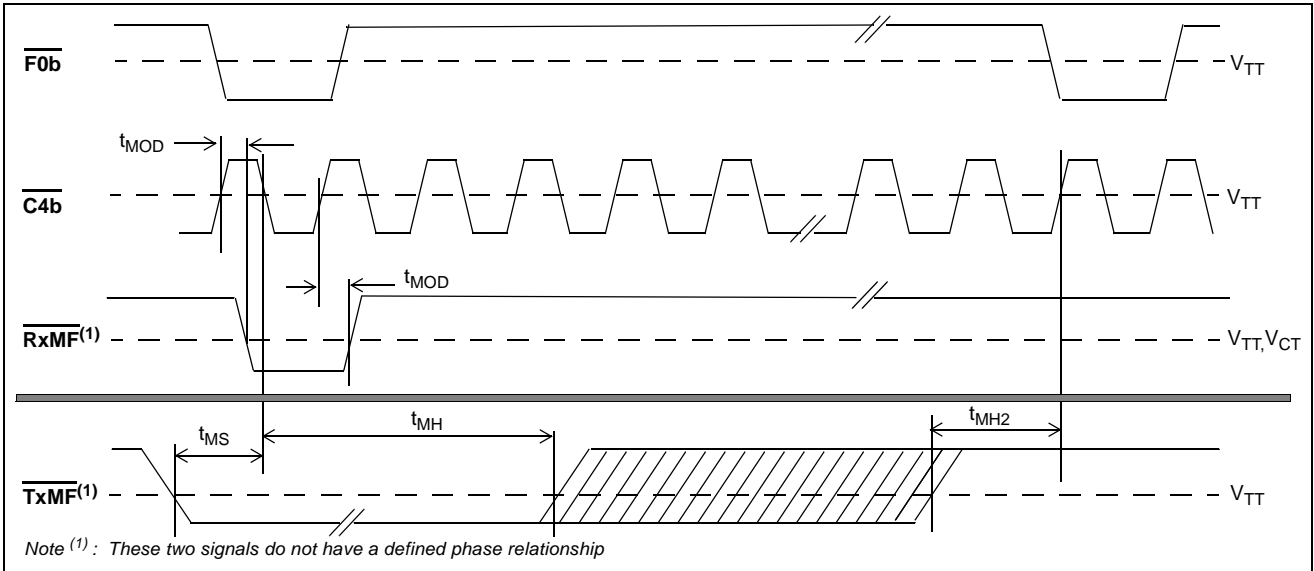 F0b
V_TT
t_MOD
C4b
V_TT
t_MOD
RxMF(1)
V_TT,V_CT
t_MS
t_MH
t_MH2
TxMF(1)
V_TT
Note (1) : These two signals do not have a defined phase relationship